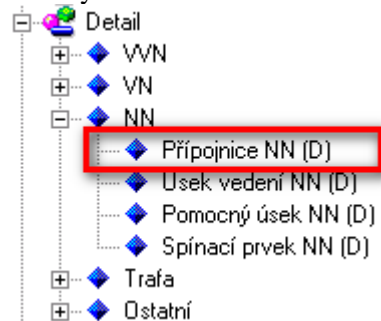 Detail
VVN
VN
NN
Přípojnice NN (D)
Úsek vedení NN (D)
Pomocný úsek NN (D)
Spínací prvek NN (D)
Trafa
Ostatní